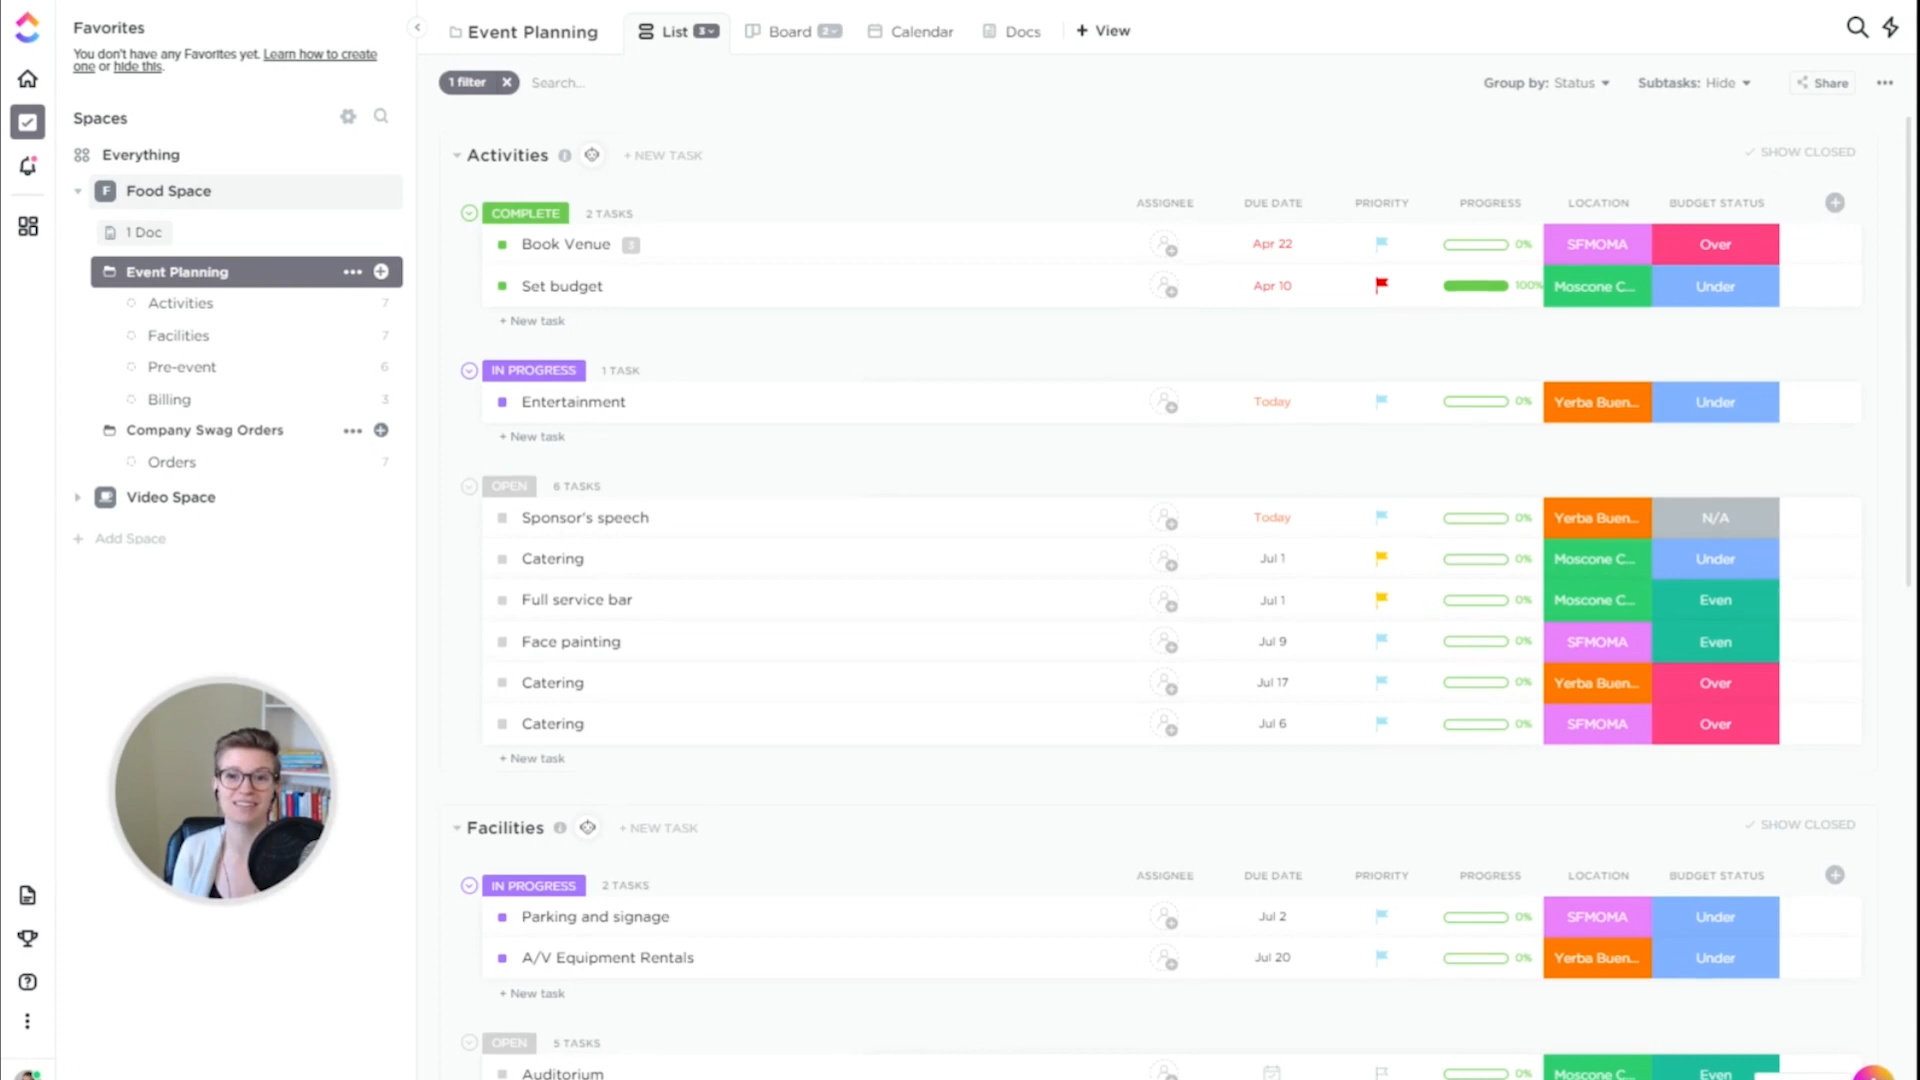 Favorites
You don't have any Favorites yet. Learn how to create
one or hide this.
Spaces
Everything
F Food Space
1 Doc
Event Planning
Activities 7
Facilities 7
Pre-event 6
Billing 3
Company Swag Orders
Orders 7
Video Space
+ Add Space
Event Planning List 3 Board 2 Calendar Docs + View
1 filter Search...
Group by: Status Subtasks: Hide Share
Activities + NEW TASK SHOW CLOSED
COMPLETE 2 TASKS ASSIGNEE DUE DATE PRIORITY PROGRESS LOCATION BUDGET STATUS
Book Venue 3 Apr 22 0% SFMOMA Over
Set budget Apr 10 100% Moscone C... Under
+ New task
IN PROGRESS 1 TASK
Entertainment Today 0% Yerba Buen... Under
+ New task
OPEN 6 TASKS
Sponsor's speech Today 0% Yerba Buen... N/A
Catering Jul 1 0% Moscone C... Under
Full service bar Jul 1 0% Moscone C... Even
Face painting Jul 9 0% SFMOMA Even
Catering Jul 17 0% Yerba Buen... Over
Catering Jul 6 0% SFMOMA Over
+ New task
Facilities + NEW TASK SHOW CLOSED
IN PROGRESS 2 TASKS ASSIGNEE DUE DATE PRIORITY PROGRESS LOCATION BUDGET STATUS
Parking and signage Jul 2 0% SFMOMA Under
A/V Equipment Rentals Jul 20 0% Yerba Buen... Under
+ New task
OPEN 5 TASKS
Auditorium 0% Moscone C... Even